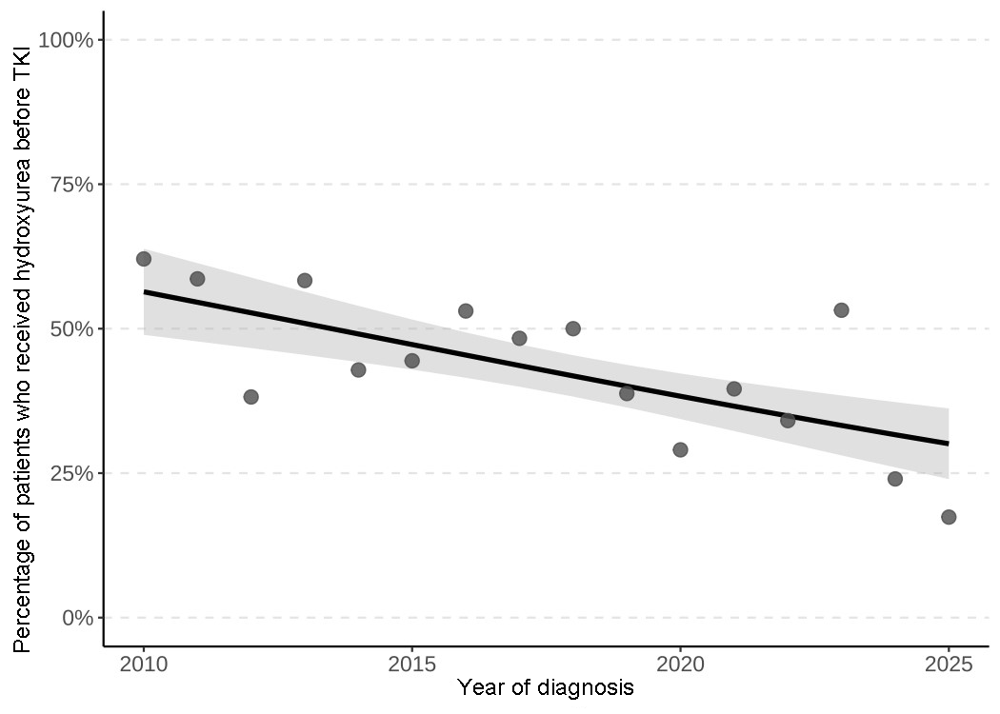 Percentage of patients who received hydroxyurea before TKI
100%
75%
50%
25%
0%
2010 2015 2020 2025
Year of diagnosis